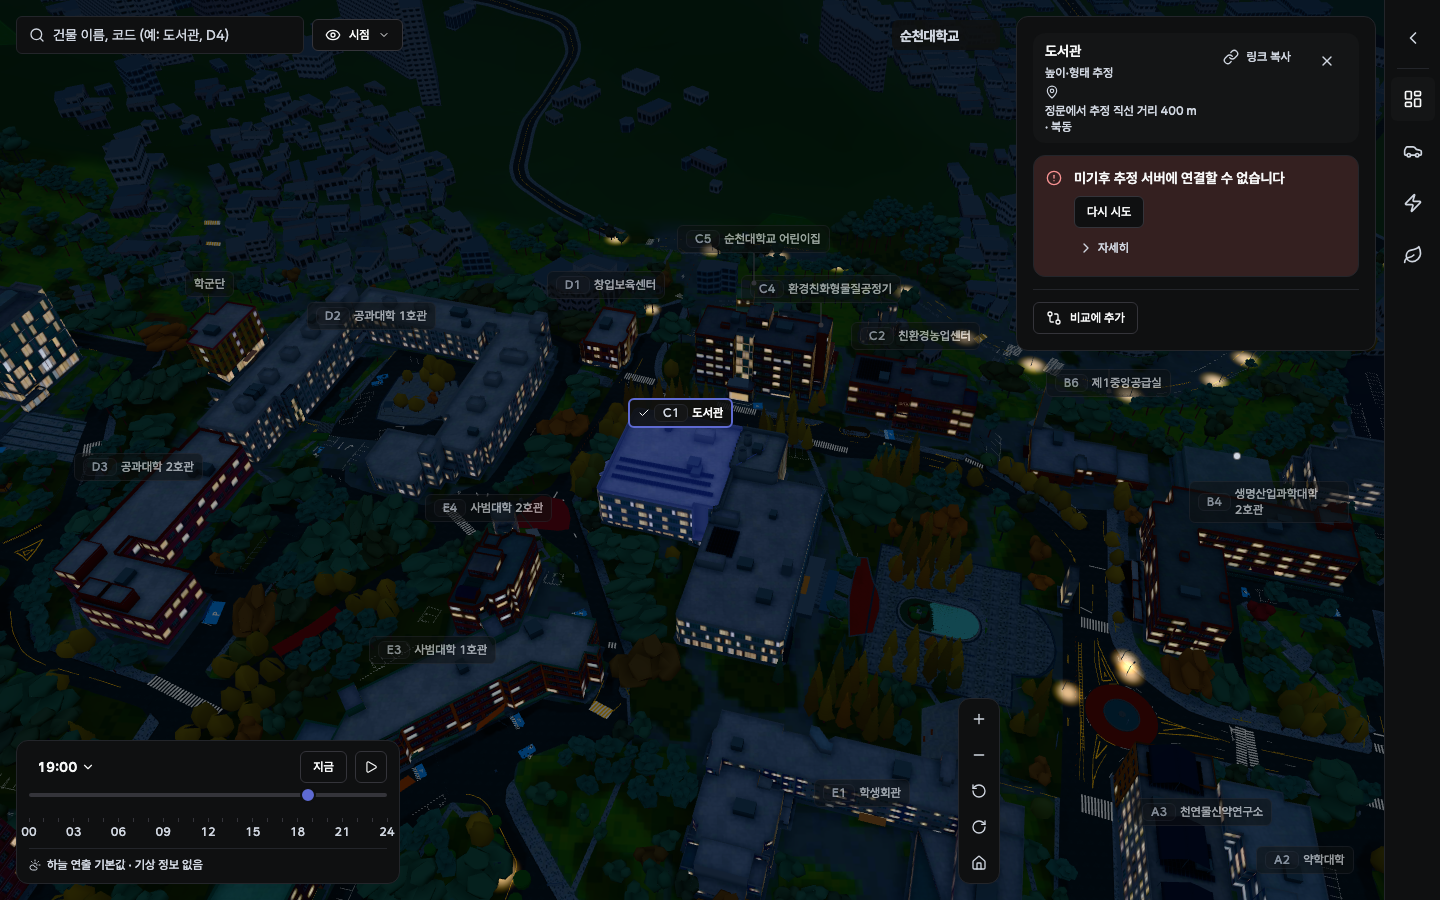 건물 이름, 코드 (예: 도서관, D4)
시점
순천대학교
도서관
높이·형태 추정
정문에서 추정 직선 거리 400 m
· 북동
링크 복사
미기후 추정 서버에 연결할 수 없습니다
다시 시도
자세히
비교에 추가
C5 순천대학교 어린이집
학군단
D1 창업보육센터
C4 환경친화형물질공정기
D2 공과대학 1호관
C2 친환경농업센터
B6 제1중앙공급실
C1 도서관
D3 공과대학 2호관
E4 사범대학 2호관
B4 생명산업과학대학
2호관
E3 사범대학 1호관
E1 학생회관
A3 천연물신약연구소
A2 약학대학
19:00
지금
00 03 06 09 12 15 18 21 24
하늘 연출 기본값 · 기상 정보 없음